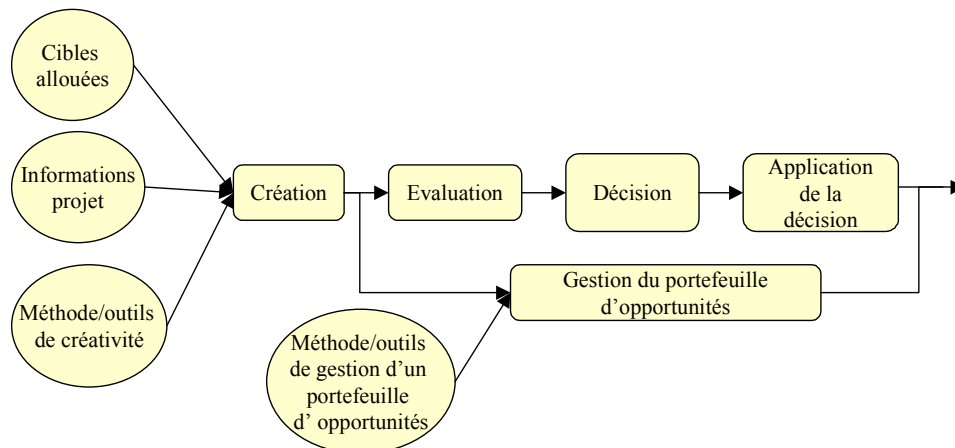 Cibles
allouées
Informations
projet
Méthode/outils
de créativité
Création
Evaluation
Décision
Application
de la
décision
Gestion du portefeuille
d’opportunités
Méthode/outils
de gestion d’un
portefeuille
d’ opportunités